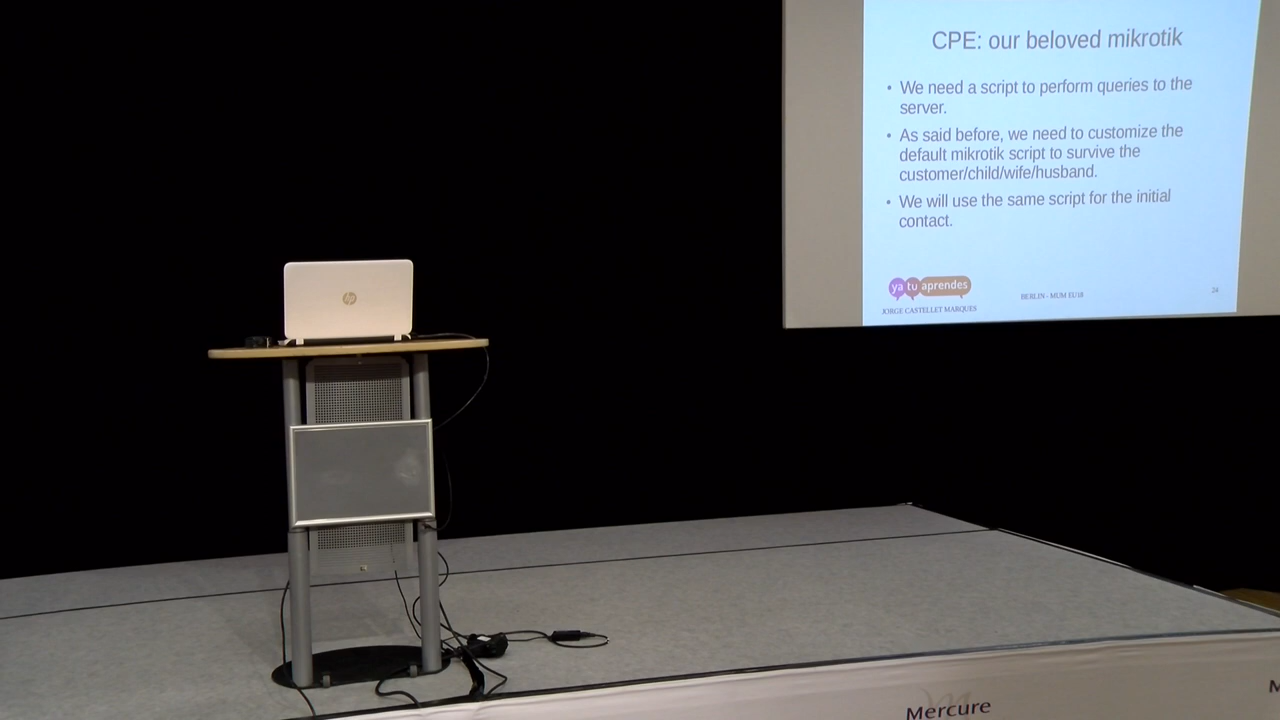 CPE: our beloved mikrotik
• We need a script to perform queries to the
server.
• As said before, we need to customize the
default mikrotik script to survive the
customer/child/wife/husband.
• We will use the same script for the initial
contact.
ya tu aprendes
JORGE CASTELLET MARQUES
BERLIN - MUM EU18
24
hp
Mercure
M